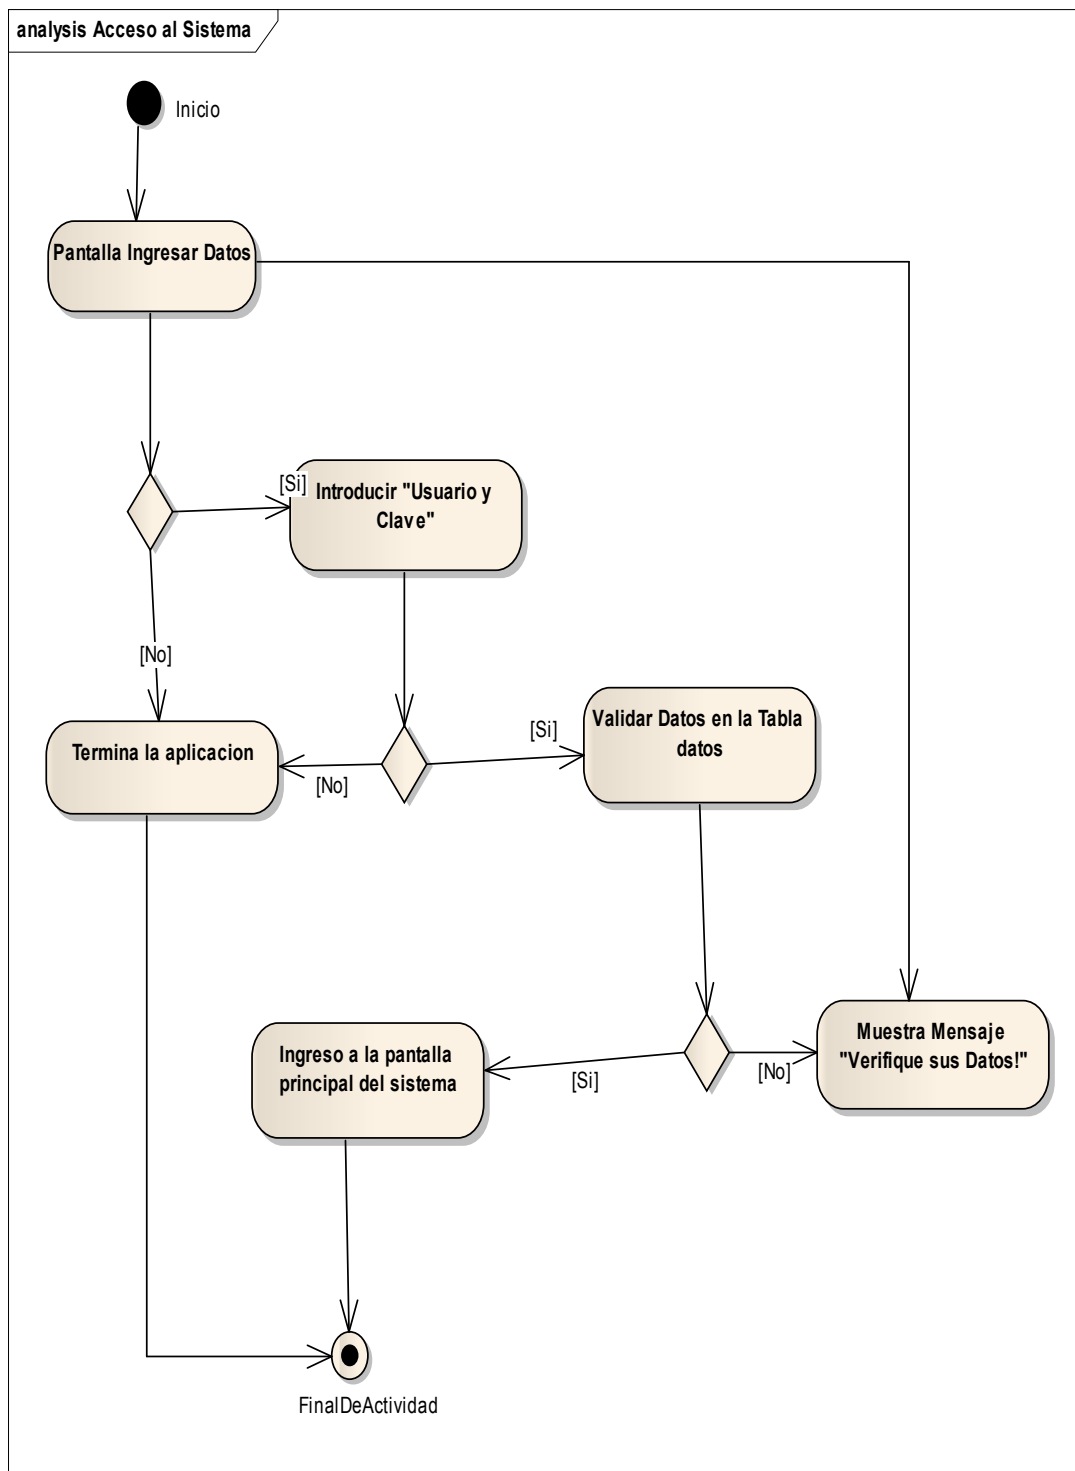 analysis Acceso al Sistema
Inicio
Pantalla Ingresar Datos
[Si]
Introducir "Usuario y
Clave"
[No]
Termina la aplicacion
[No]
[Si]
Validar Datos en la Tabla
datos
Ingreso a la pantalla
principal del sistema
[Si]
[No]
Muestra Mensaje
"Verifique sus Datos!"
FinalDeActividad